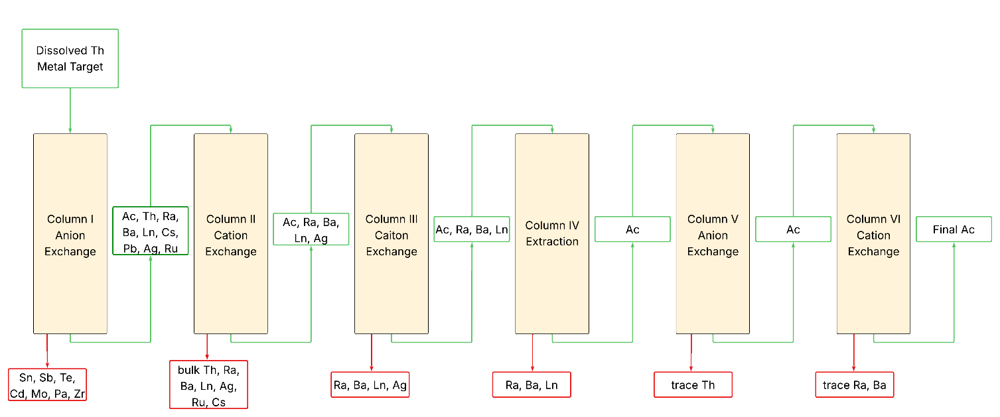 Dissolved Th
Metal Target
Column I
Anion
Exchange
Ac, Th, Ra,
Ba, Ln, Cs,
Pb, Ag, Ru
Column II
Cation
Exchange
Ac, Ra, Ba,
Ln, Ag
Column III
Caiton
Exchange
Ac, Ra, Ba, Ln
Column IV
Extraction
Ac
Column V
Anion
Exchange
Ac
Column VI
Cation
Exchange
Final Ac
Sn, Sb, Te,
Cd, Mo, Pa, Zr
bulk Th, Ra,
Ba, Ln, Ag,
Ru, Cs
Ra, Ba, Ln, Ag
Ra, Ba, Ln
trace Th
trace Ra, Ba